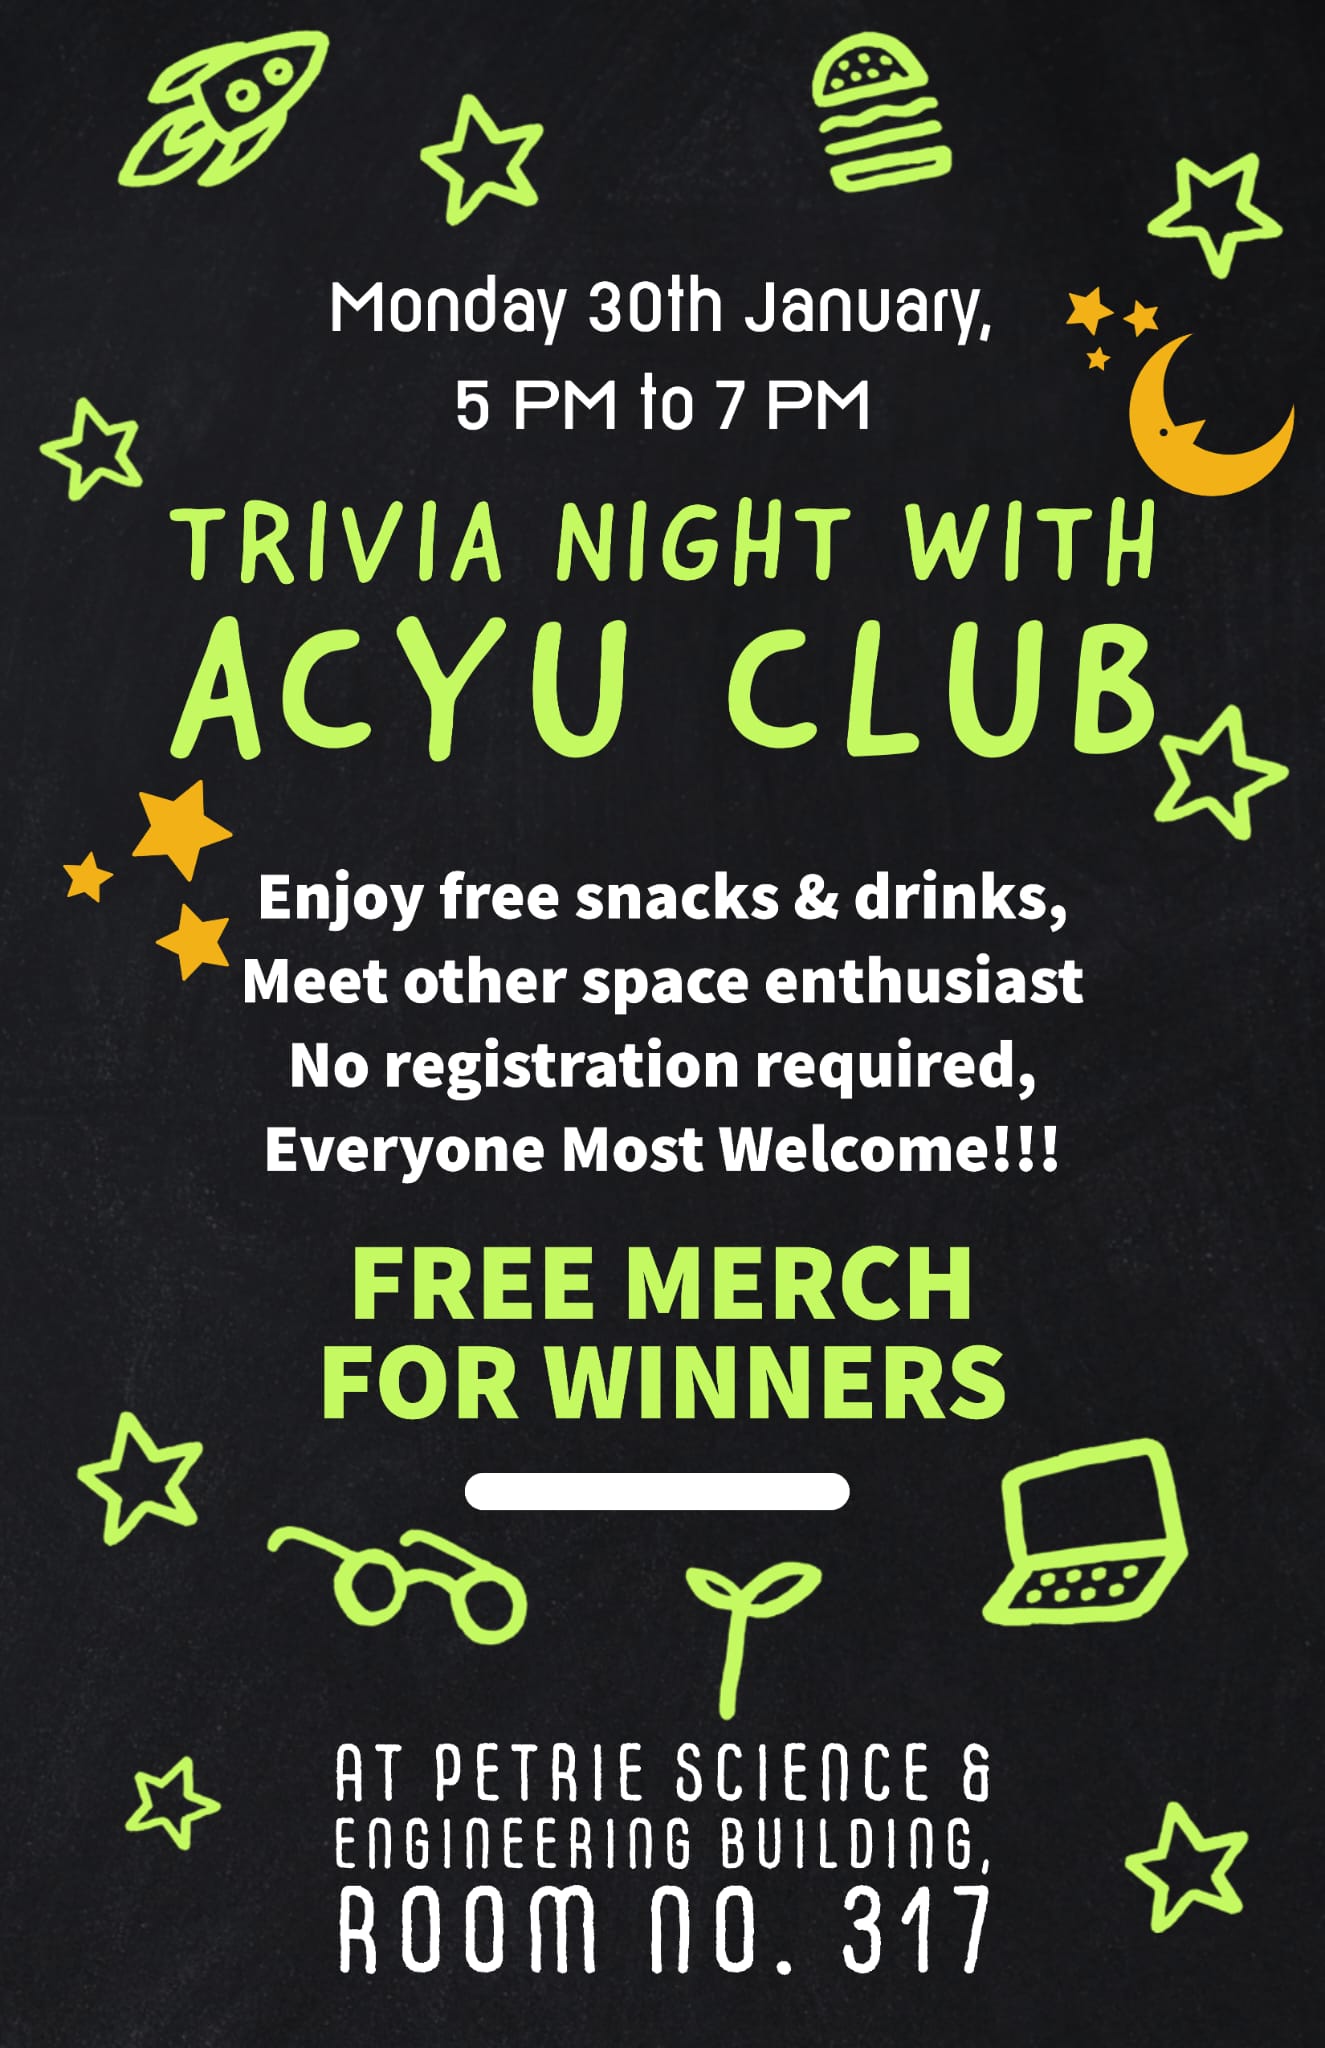 Monday 30th January,
5 PM to 7 PM
TRIVIA NIGHT WITH
ACYU CLUB
Enjoy free snacks & drinks,
Meet other space enthusiast
No registration required,
Everyone Most Welcome!!!
FREE MERCH
FOR WINNERS
AT PETRIE SCIENCE &
ENGINEERING BUILDING,
ROOM NO. 317